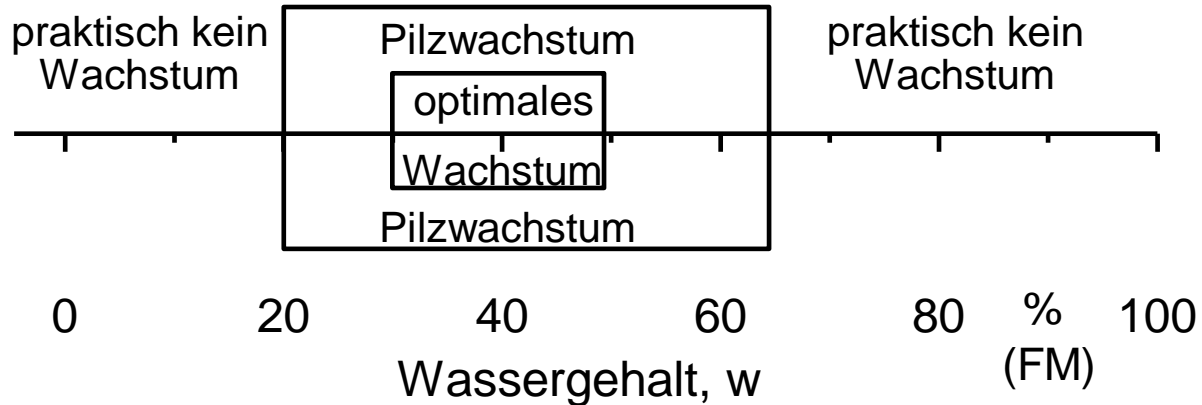 praktisch kein
Wachstum
Pilzwachstum
praktisch kein
Wachstum
optimales
Wachstum
Pilzwachstum
0 20 40 60 80 % 100
(FM)
Wassergehalt, w